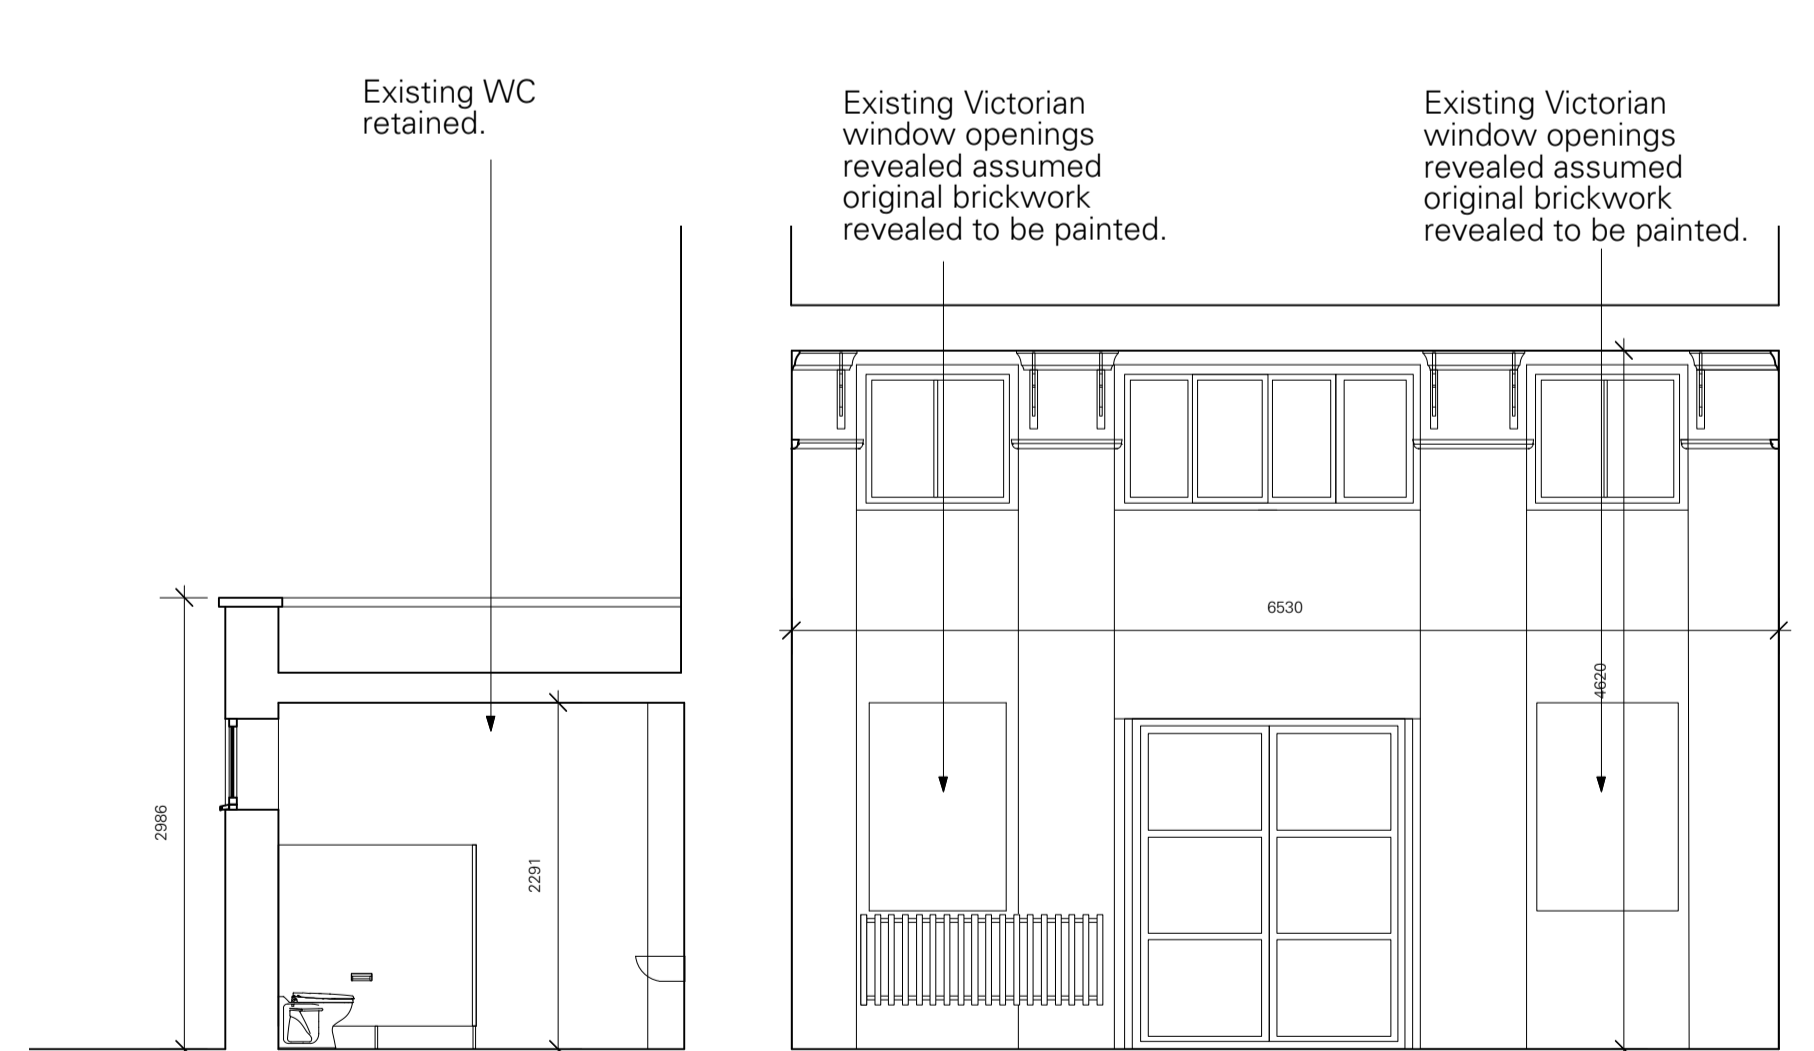 Existing WC
retained.
Existing Victorian
window openings
revealed assumed
original brickwork
revealed to be painted.
Existing Victorian
window openings
revealed assumed
original brickwork
revealed to be painted.
6530
4620
2986
2291